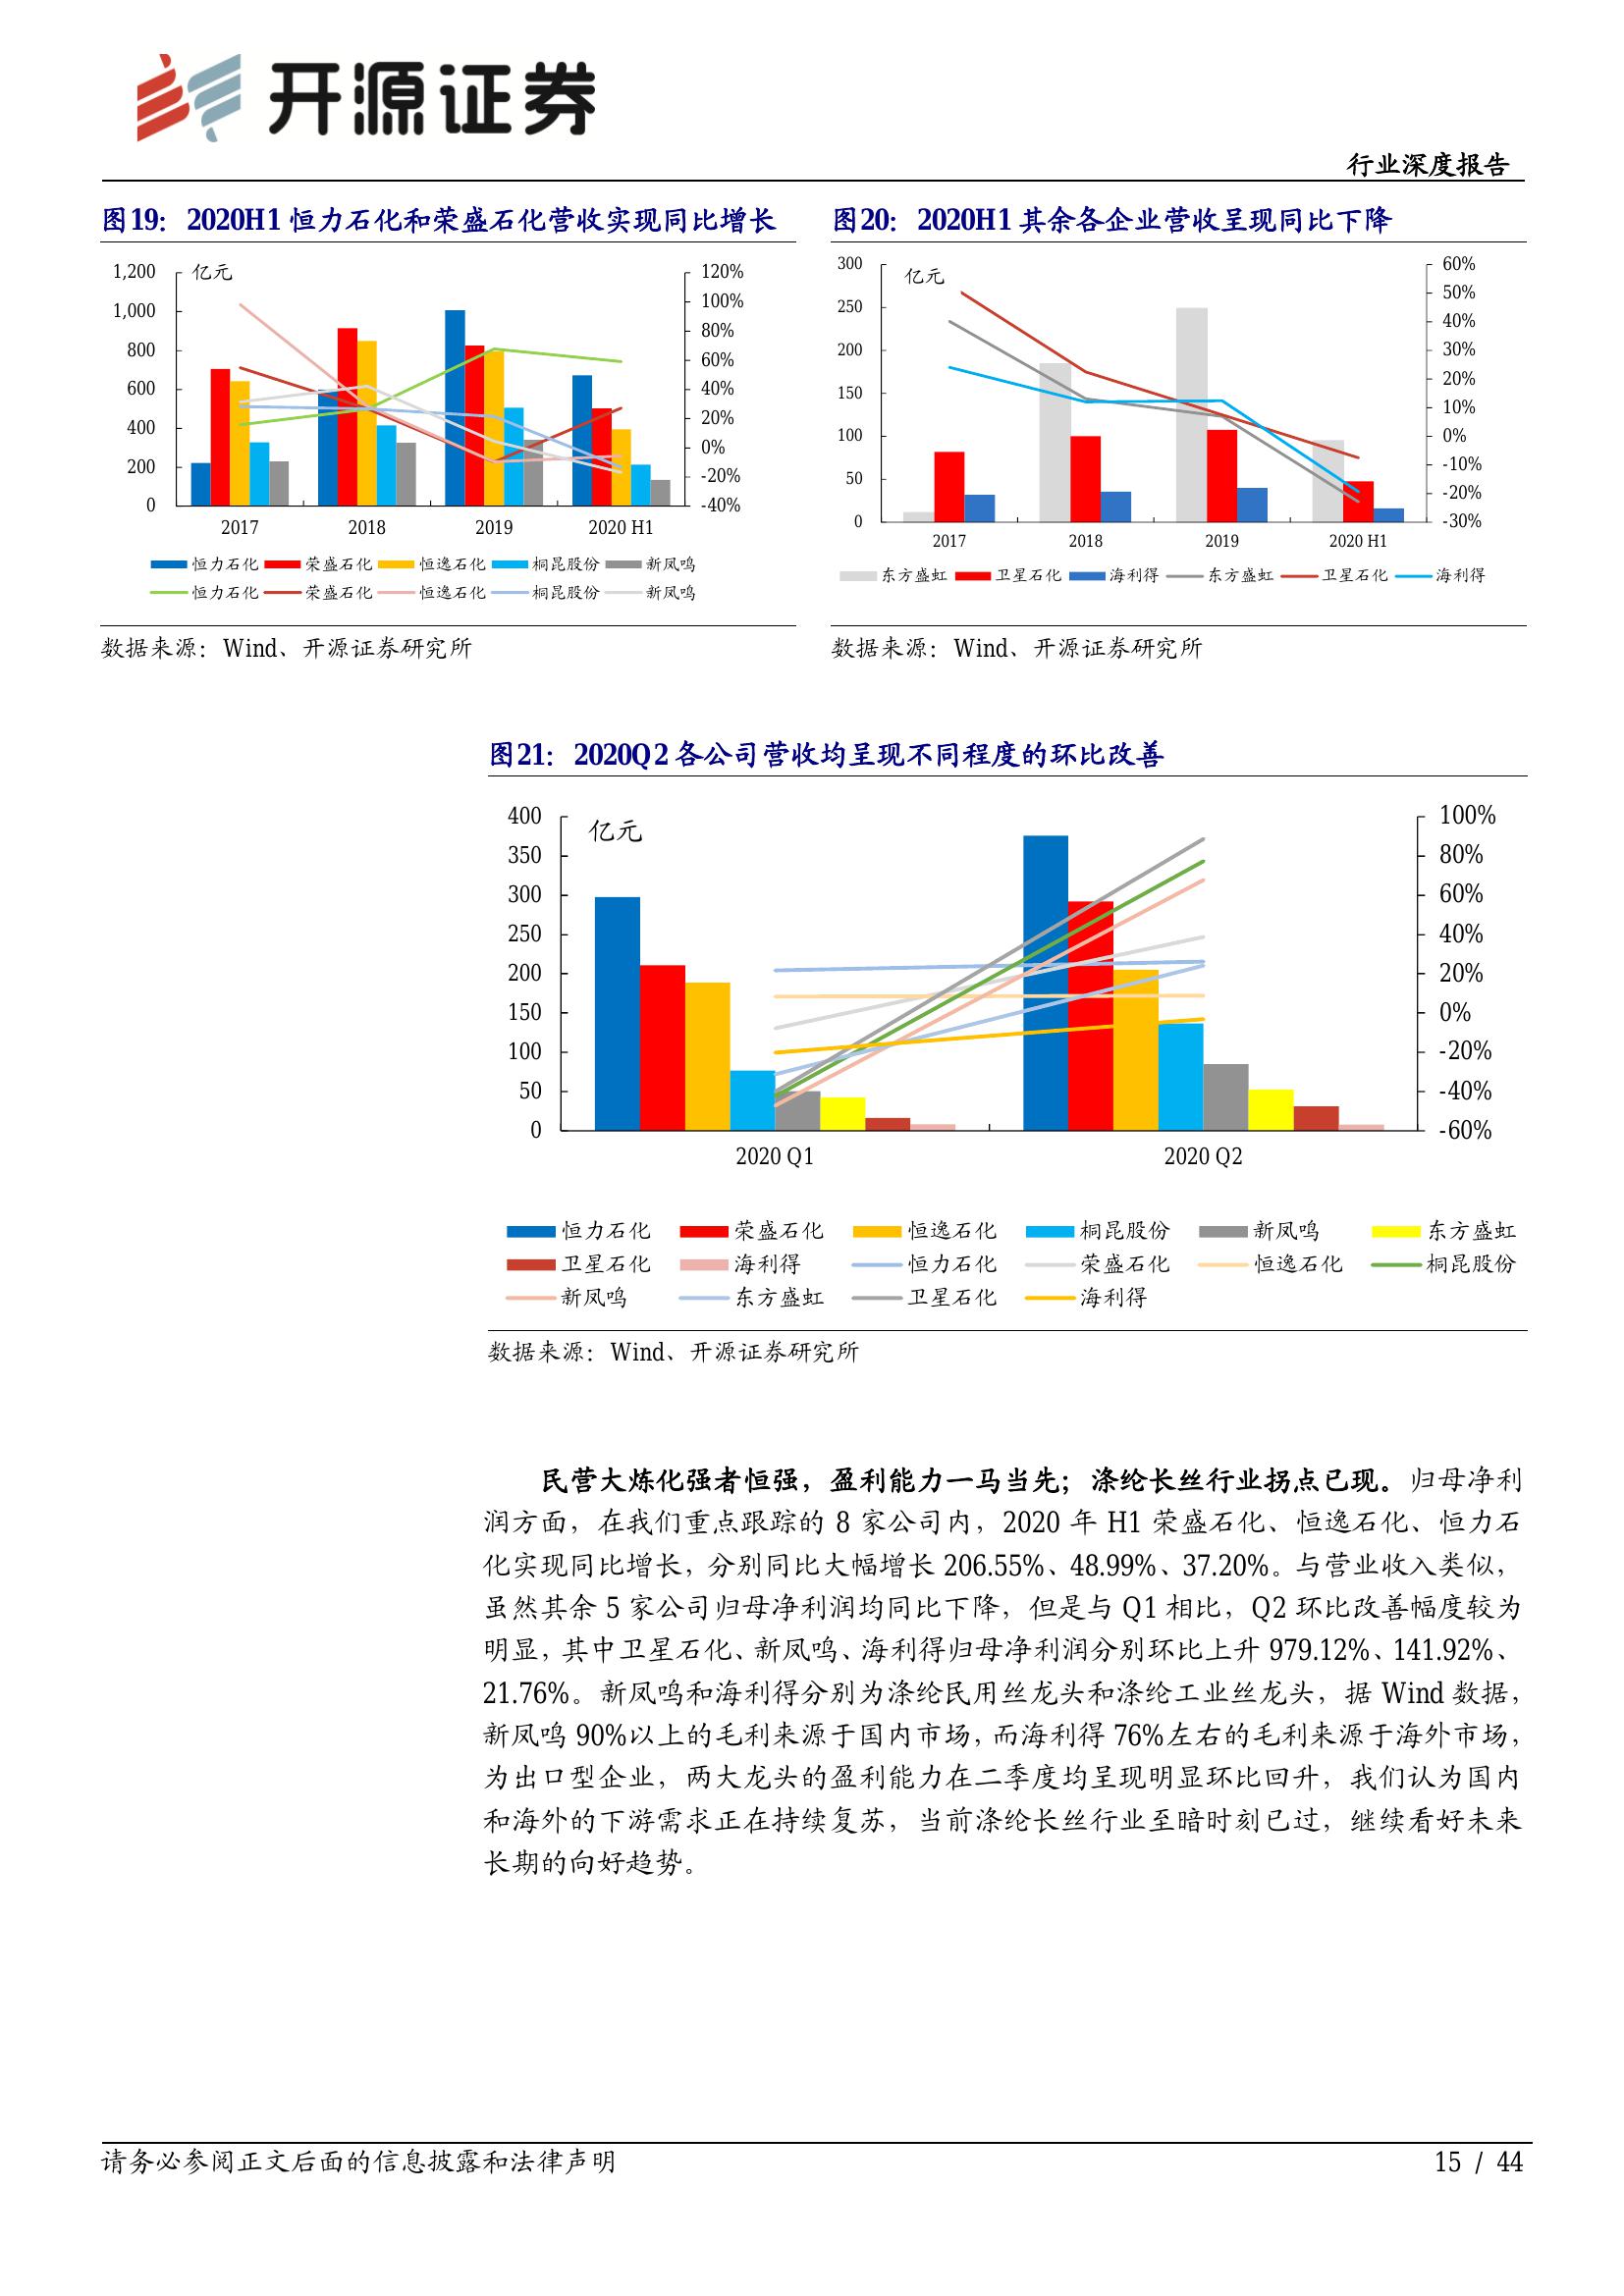 开源证券
行业深度报告
图19： 2020H1 恒力石化和荣盛石化营收实现同比增长
亿元
1,200
1,000
800
600
400
200
0
120%
100%
80%
60%
40%
20%
0%
-20%
-40%
2017 2018 2019 2020 H1
恒力石化 荣盛石化 恒逸石化 桐昆股份 新凤鸣
恒力石化 荣盛石化 恒逸石化 桐昆股份 新凤鸣
数据来源：Wind、开源证券研究所
图20： 2020H1 其余各企业营收呈现同比下降
亿元
300
250
200
150
100
50
0
60%
50%
40%
30%
20%
10%
0%
-10%
-20%
-30%
2017 2018 2019 2020 H1
东方盛虹 卫星石化 海利得 东方盛虹 卫星石化 海利得
数据来源：Wind、开源证券研究所
图21： 2020Q2 各公司营收均呈现不同程度的环比改善
亿元
400
350
300
250
200
150
100
50
0
100%
80%
60%
40%
20%
0%
-20%
-40%
-60%
2020 Q1 2020 Q2
恒力石化 荣盛石化 恒逸石化 桐昆股份 新凤鸣 东方盛虹
卫星石化 海利得 恒力石化 荣盛石化 恒逸石化 桐昆股份
新凤鸣 东方盛虹 卫星石化 海利得
数据来源：Wind、开源证券研究所
民营大炼化强者恒强，盈利能力一马当先；涤纶长丝行业拐点已现。归母净利
润方面，在我们重点跟踪的 8 家公司内，2020 年 H1 荣盛石化、恒逸石化、恒力石
化实现同比增长，分别同比大幅增长 206.55%、48.99%、37.20%。与营业收入类似，
虽然其余 5 家公司归母净利润均同比下降，但是与 Q1 相比，Q2 环比改善幅度较为
明显，其中卫星石化、新凤鸣、海利得归母净利润分别环比上升 979.12%、141.92%、
21.76%。新凤鸣和海利得分别为涤纶民用丝龙头和涤纶工业丝龙头，据 Wind 数据，
新凤鸣 90%以上的毛利来源于国内市场，而海利得 76%左右的毛利来源于海外市场，
为出口型企业，两大龙头的盈利能力在二季度均呈现明显环比回升，我们认为国内
和海外的下游需求正在持续复苏，当前涤纶长丝行业至暗时刻已过，继续看好未来
长期的向好趋势。
请务必参阅正文后面的信息披露和法律声明
15 / 44